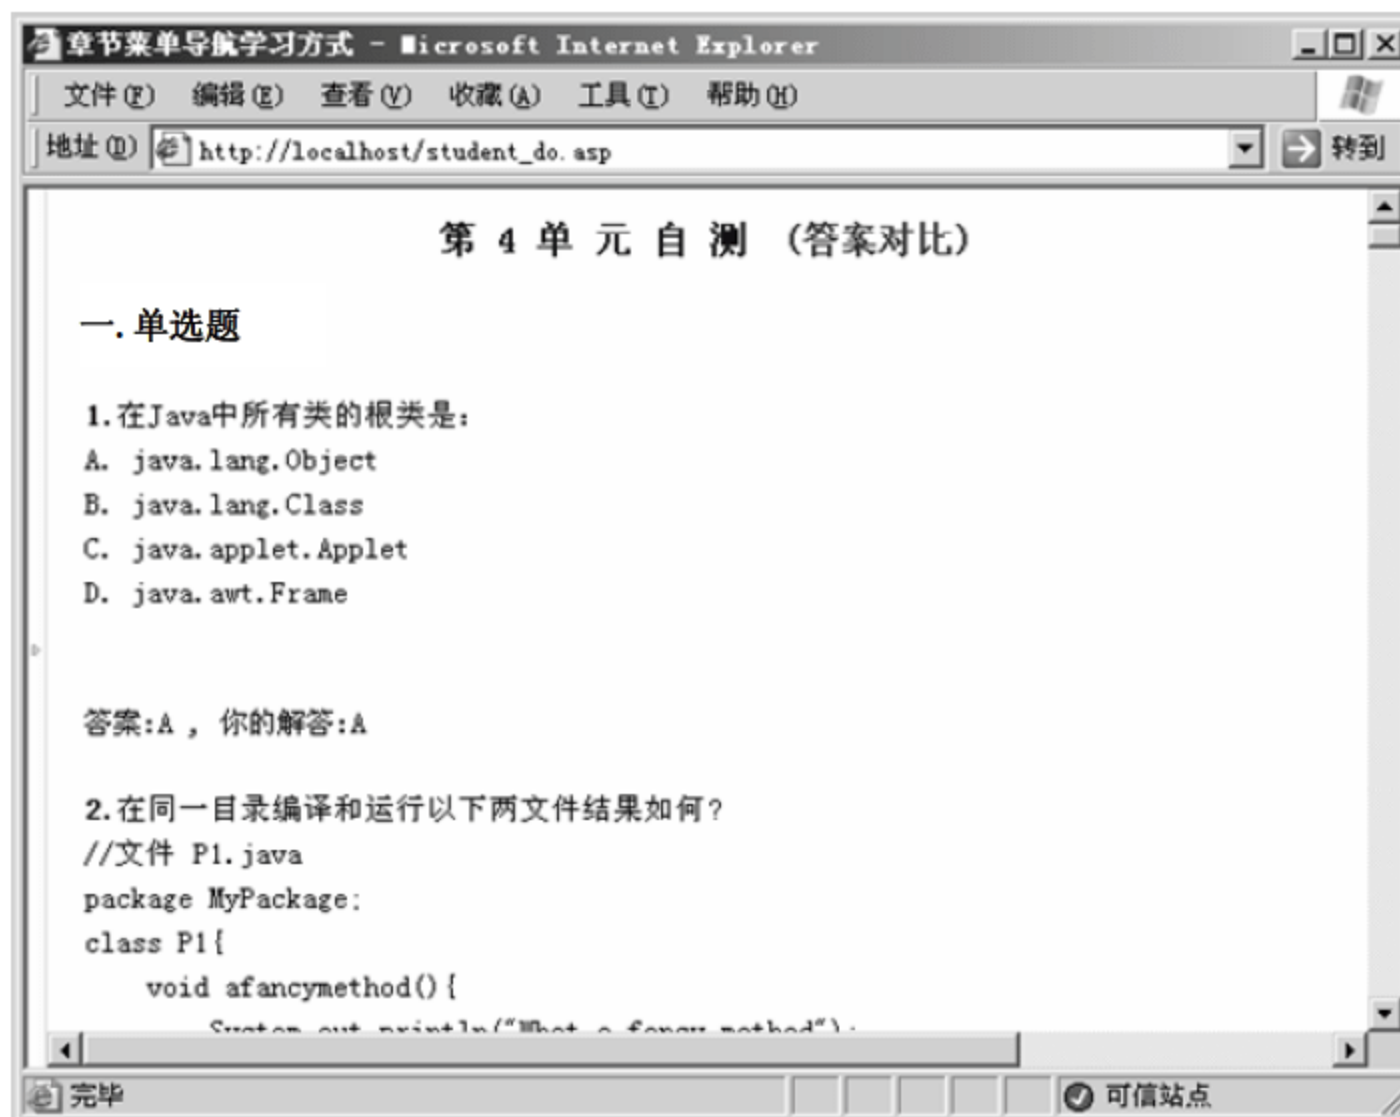 章节菜单导航学习方式 - Microsoft Internet Explorer
文件(F) 编辑(E) 查看(V) 收藏(A) 工具(T) 帮助(H)
地址(D) http://localhost/student_do.asp 转到
第 4 单 元 自 测 (答案对比)
一.单选题
1.在Java中所有类的根类是:
A. java.lang.Object
B. java.lang.Class
C. java.applet.Applet
D. java.awt.Frame
答案:A , 你的解答:A
2.在同一目录编译和运行以下两文件结果如何?
//文件 P1.java
package MyPackage;
class P1{
void afancymethod(){
System.out.println("What a fancy method");
完毕 可信站点